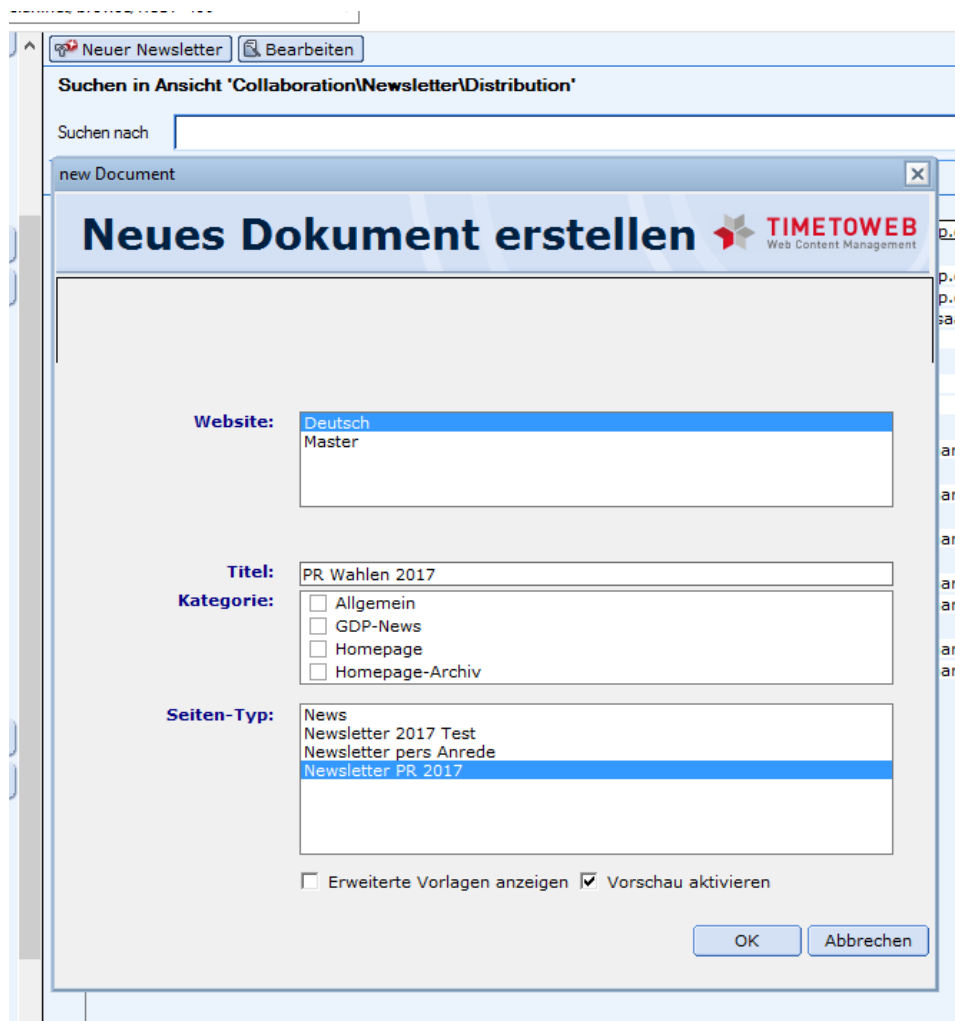 Neuer Newsletter Bearbeiten
Suchen in Ansicht 'Collaboration\Newsletter\Distribution'
Suchen nach
new Document
Neues Dokument erstellen
TIMETOWEB
Web Content Management
Website:
Deutsch
Master
Titel:
PR Wahlen 2017
Kategorie:
Allgemein
GDP-News
Homepage
Homepage-Archiv
Seiten-Typ:
News
Newsletter 2017 Test
Newsletter pers Anrede
Newsletter PR 2017
Erweiterte Vorlagen anzeigen Vorschau aktivieren
OK Abbrechen